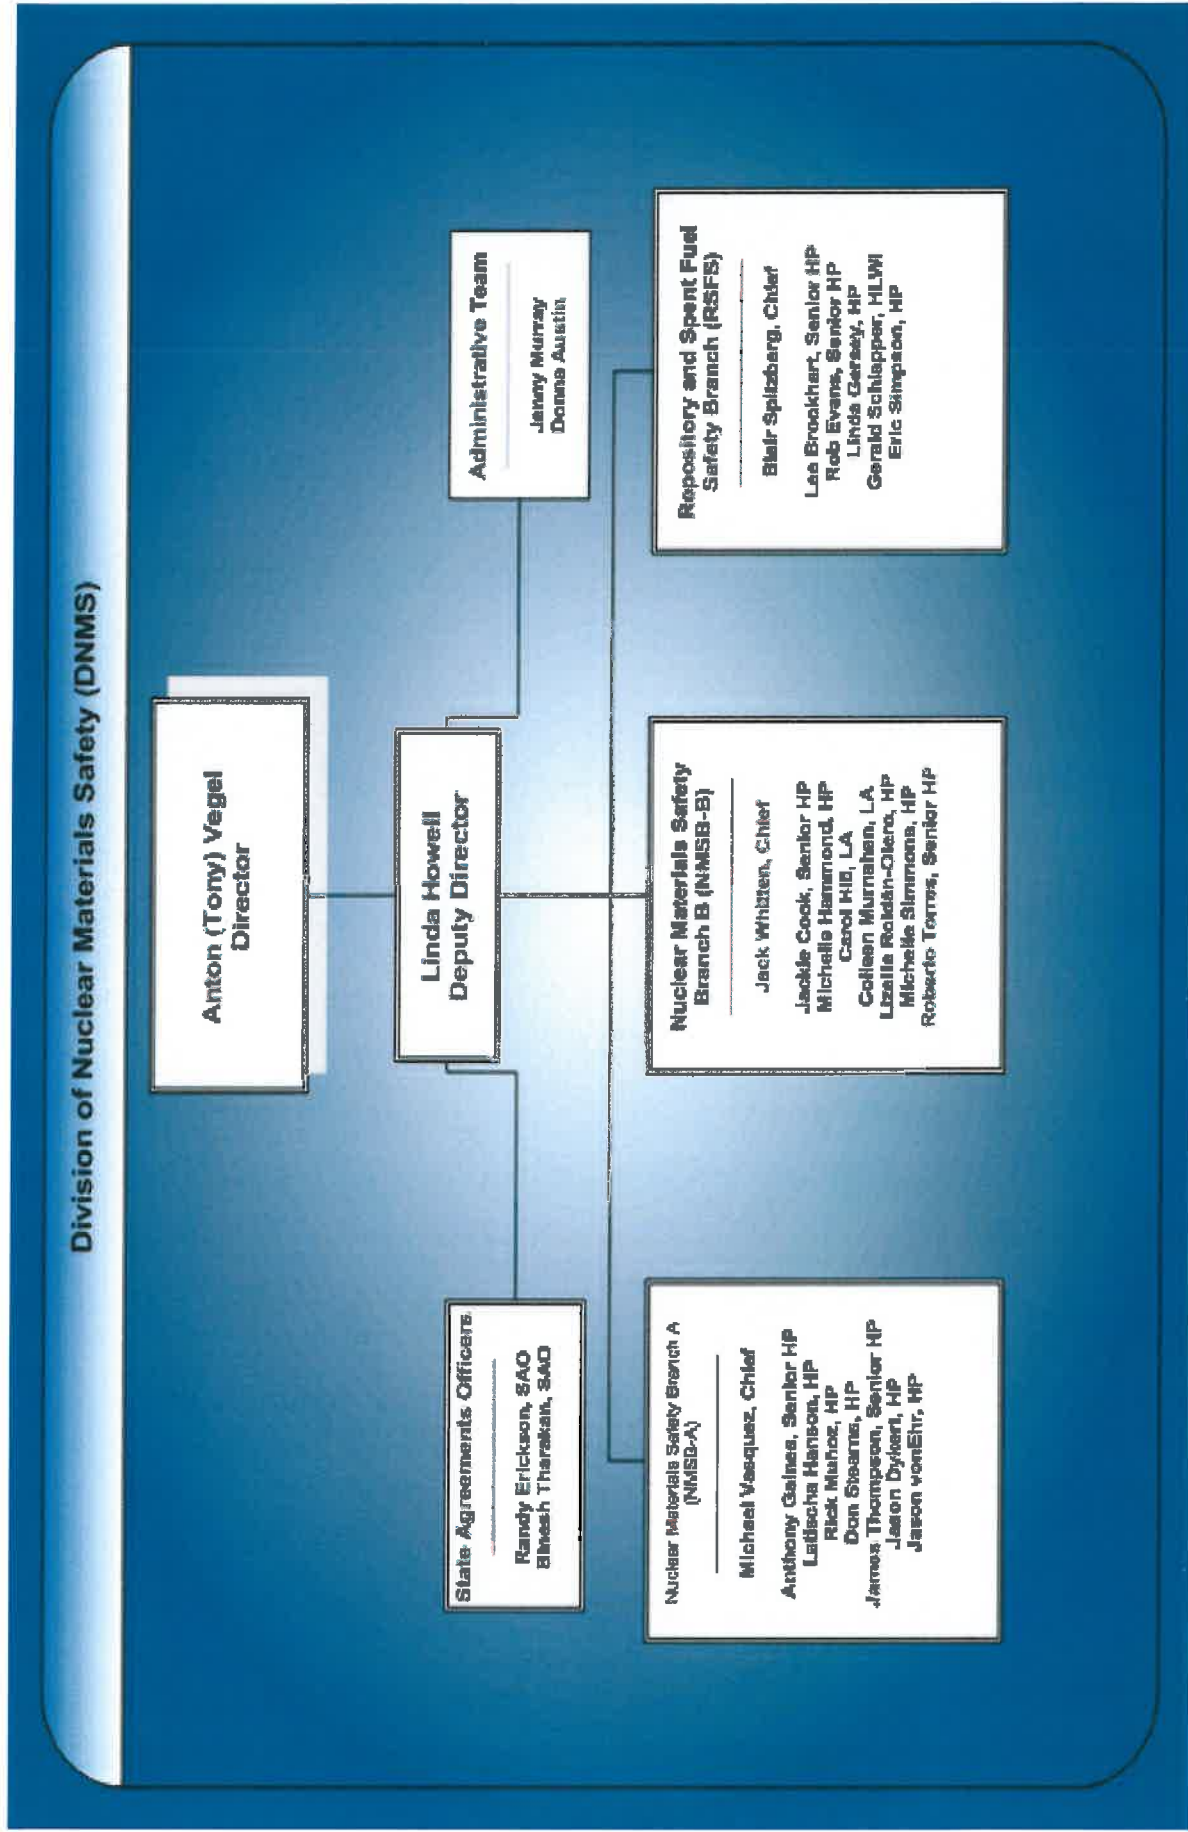 Division of Nuclear Materials Safety (DNMS)
Anton (Tony) Vegel
Director
Linda Howell
Deputy Director
State Agreements Officers
Randy Erickson, SAO
Binesh Tharakan, SAO
Administrative Team
Janny Murray
Donna Austin
Nuclear Materials Safety Branch A
(NMSB-A)
Michael Vasquez, Chief
Anthony Gaines, Senior HP
Latischa Hanson, HP
Rick Muñoz, HP
Don Stearns, HP
James Thompson, Senior HP
Jason Dykert, HP
Jason vonEhr, HP
Nuclear Materials Safety
Branch B (NMSB-B)
Jack Whitten, Chief
Jackie Cook, Senior HP
Michelle Hammond, HP
Carol Hill, LA
Colleen Murnahan, LA
Lizette Roldán-Otero, HP
Michelle Simmons, HP
Roberto Torres, Senior HP
Repository and Spent Fuel
Safety Branch (RSFS)
Blair Spitzberg, Chief
Lee Brookhart, Senior HP
Rob Evans, Senior HP
Linda Gersey, HP
Gerald Schlapper, HLWI
Eric Simpson, HP